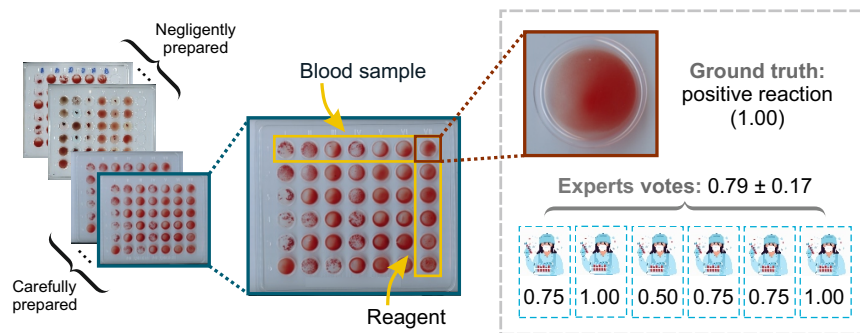 Negligently
prepared
Carefully
prepared
Blood sample
Reagent
Ground truth:
positive reaction
(1.00)
Experts votes: 0.79 ± 0.17
0.75 1.00 0.50 0.75 0.75 1.00